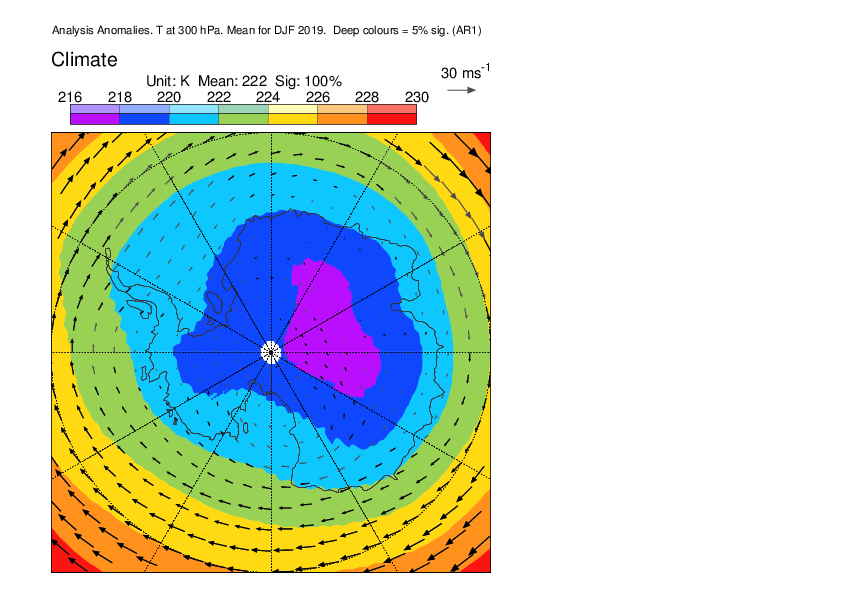 Analysis Anomalies. T at 300 hPa. Mean for DJF 2019.  Deep colours = 5% sig. (AR1)
Climate
30 ms-1
Unit: K  Mean: 222  Sig: 100%
216 218 220 222 224 226 228 230